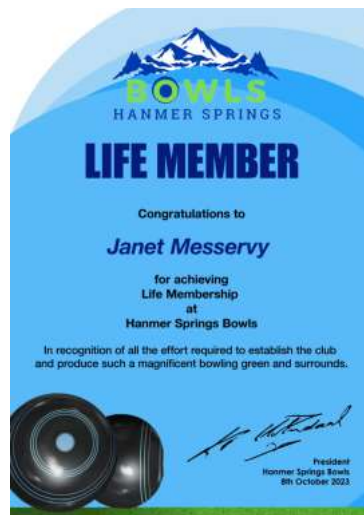 BOWLS
HANMER SPRINGS
LIFE MEMBER
Congratulations to
Janet Messervy
for achieving
Life Membership
at
Hanmer Springs Bowls
In recognition of all the effort required to establish the club
and produce such a magnificent bowling green and surrounds.
President
Hanmer Springs Bowls
8th October 2023